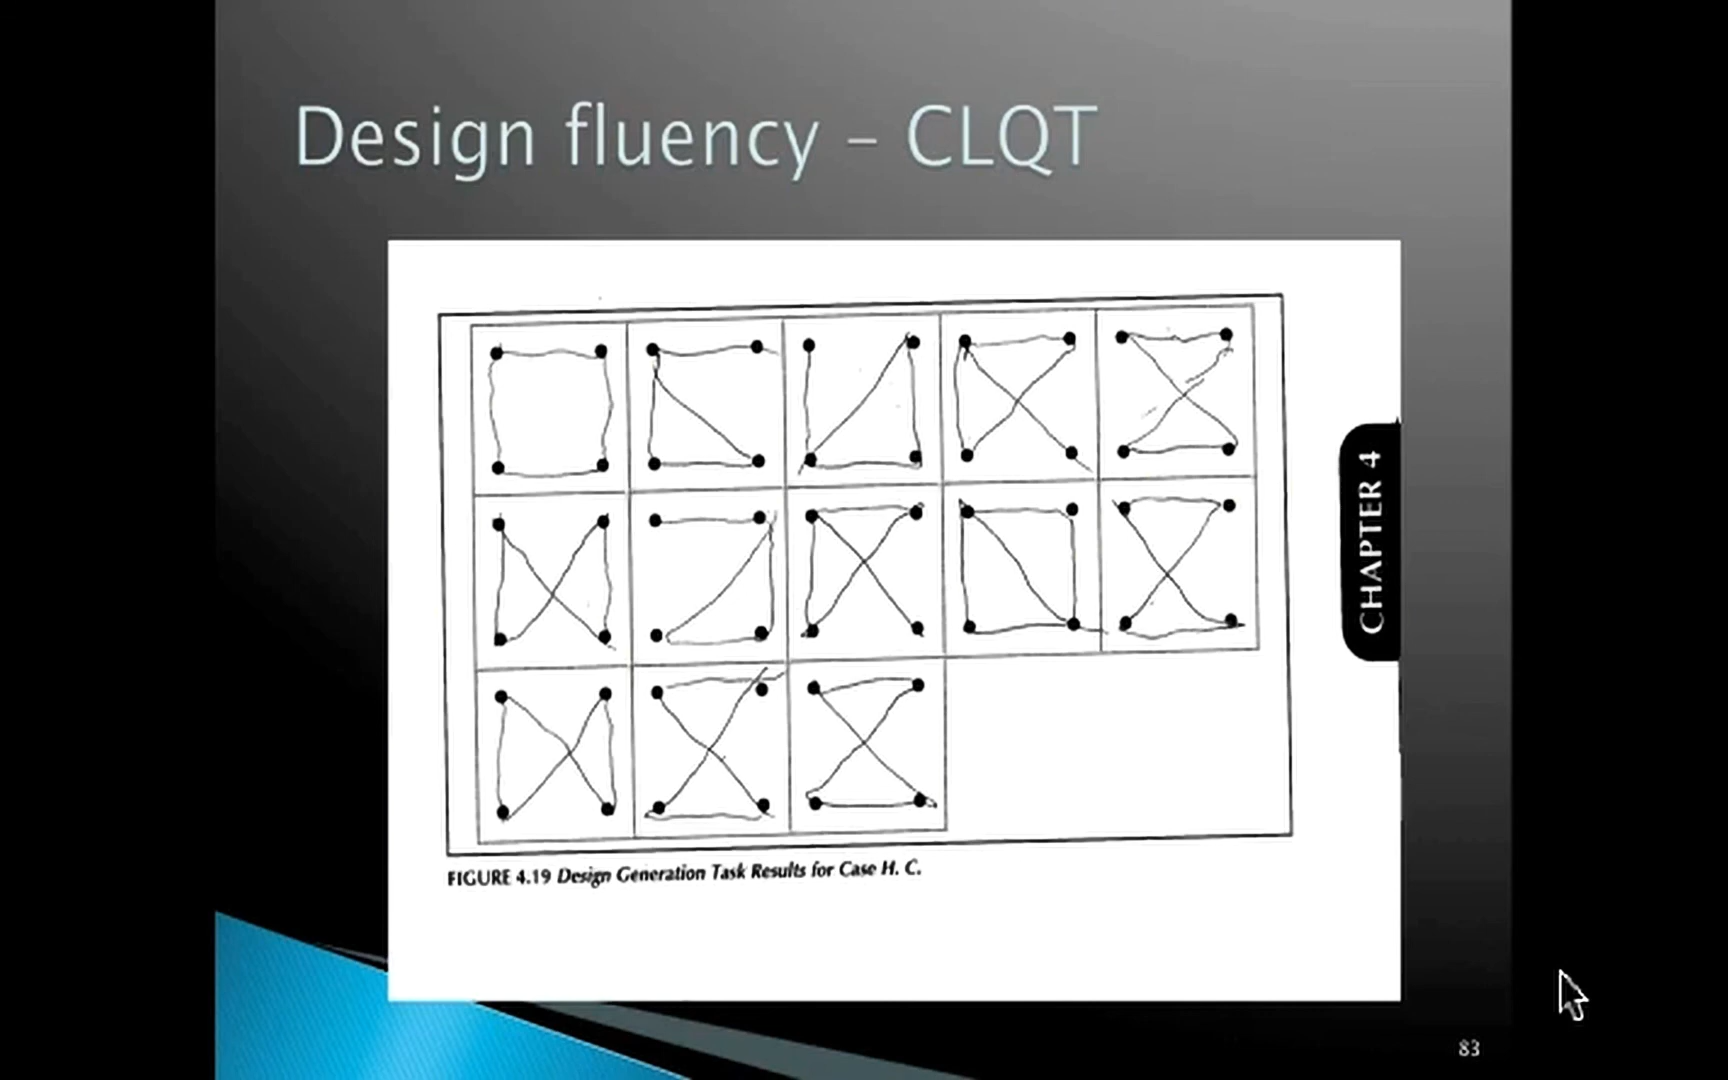 Design fluency – CLQT
CHAPTER 4
FIGURE 4.19 Design Generation Task Results for Case H. C.
83